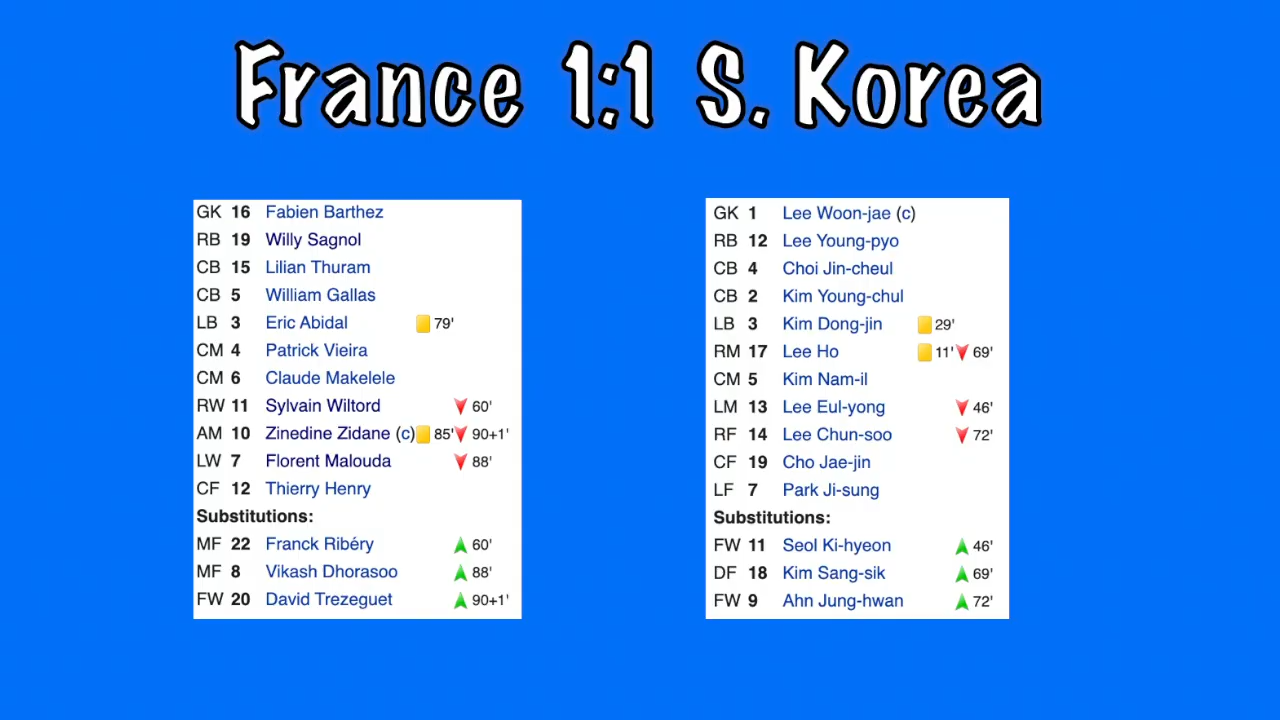 France 1:1 S. Korea
GK 16 Fabien Barthez
RB 19 Willy Sagnol
CB 15 Lilian Thuram
CB 5 William Gallas
LB 3 Eric Abidal 79'
CM 4 Patrick Vieira
CM 6 Claude Makelele
RW 11 Sylvain Wiltord 60'
AM 10 Zinedine Zidane (c) 85' 90+1'
LW 7 Florent Malouda 88'
CF 12 Thierry Henry
Substitutions:
MF 22 Franck Ribéry 60'
MF 8 Vikash Dhorasoo 88'
FW 20 David Trezeguet 90+1'
GK 1 Lee Woon-jae (c)
RB 12 Lee Young-pyo
CB 4 Choi Jin-cheul
CB 2 Kim Young-chul
LB 3 Kim Dong-jin 29'
RM 17 Lee Ho 11' 69'
CM 5 Kim Nam-il
LM 13 Lee Eul-yong 46'
RF 14 Lee Chun-soo 72'
CF 19 Cho Jae-jin
LF 7 Park Ji-sung
Substitutions:
FW 11 Seol Ki-hyeon 46'
DF 18 Kim Sang-sik 69'
FW 9 Ahn Jung-hwan 72'